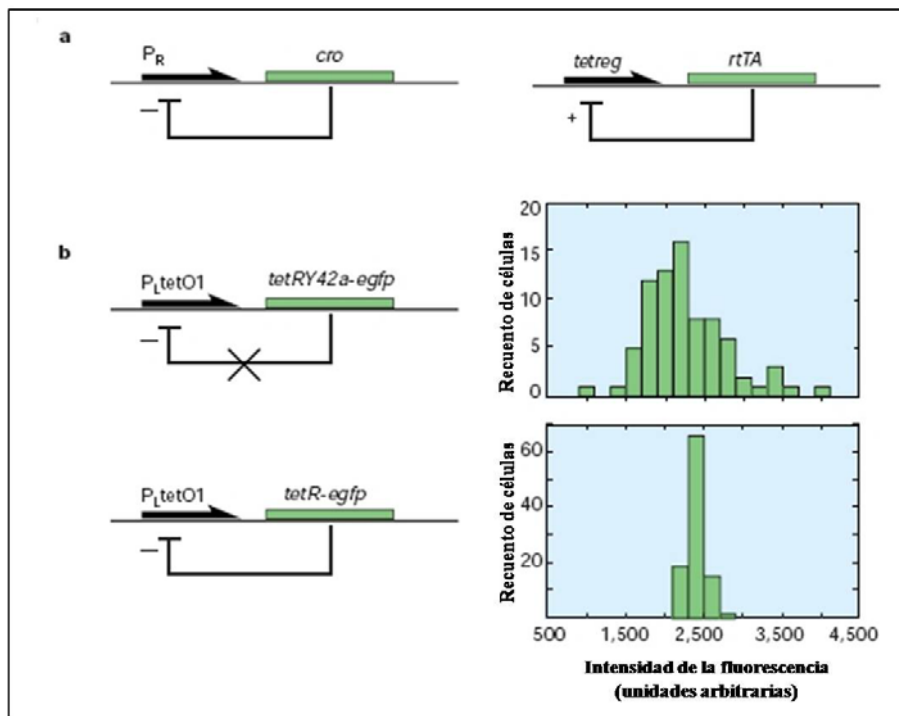 a
P_R
cro
−
tetreg
rtTA
+
b
P_LtetO1
tetRY42a-egfp
−
20
15
10
5
0
Recuento de células
P_LtetO1
tetR-egfp
−
60
40
20
Recuento de células
500 1,500 2,500 3,500 4,500
Intensidad de la fluorescencia
(unidades arbitrarias)